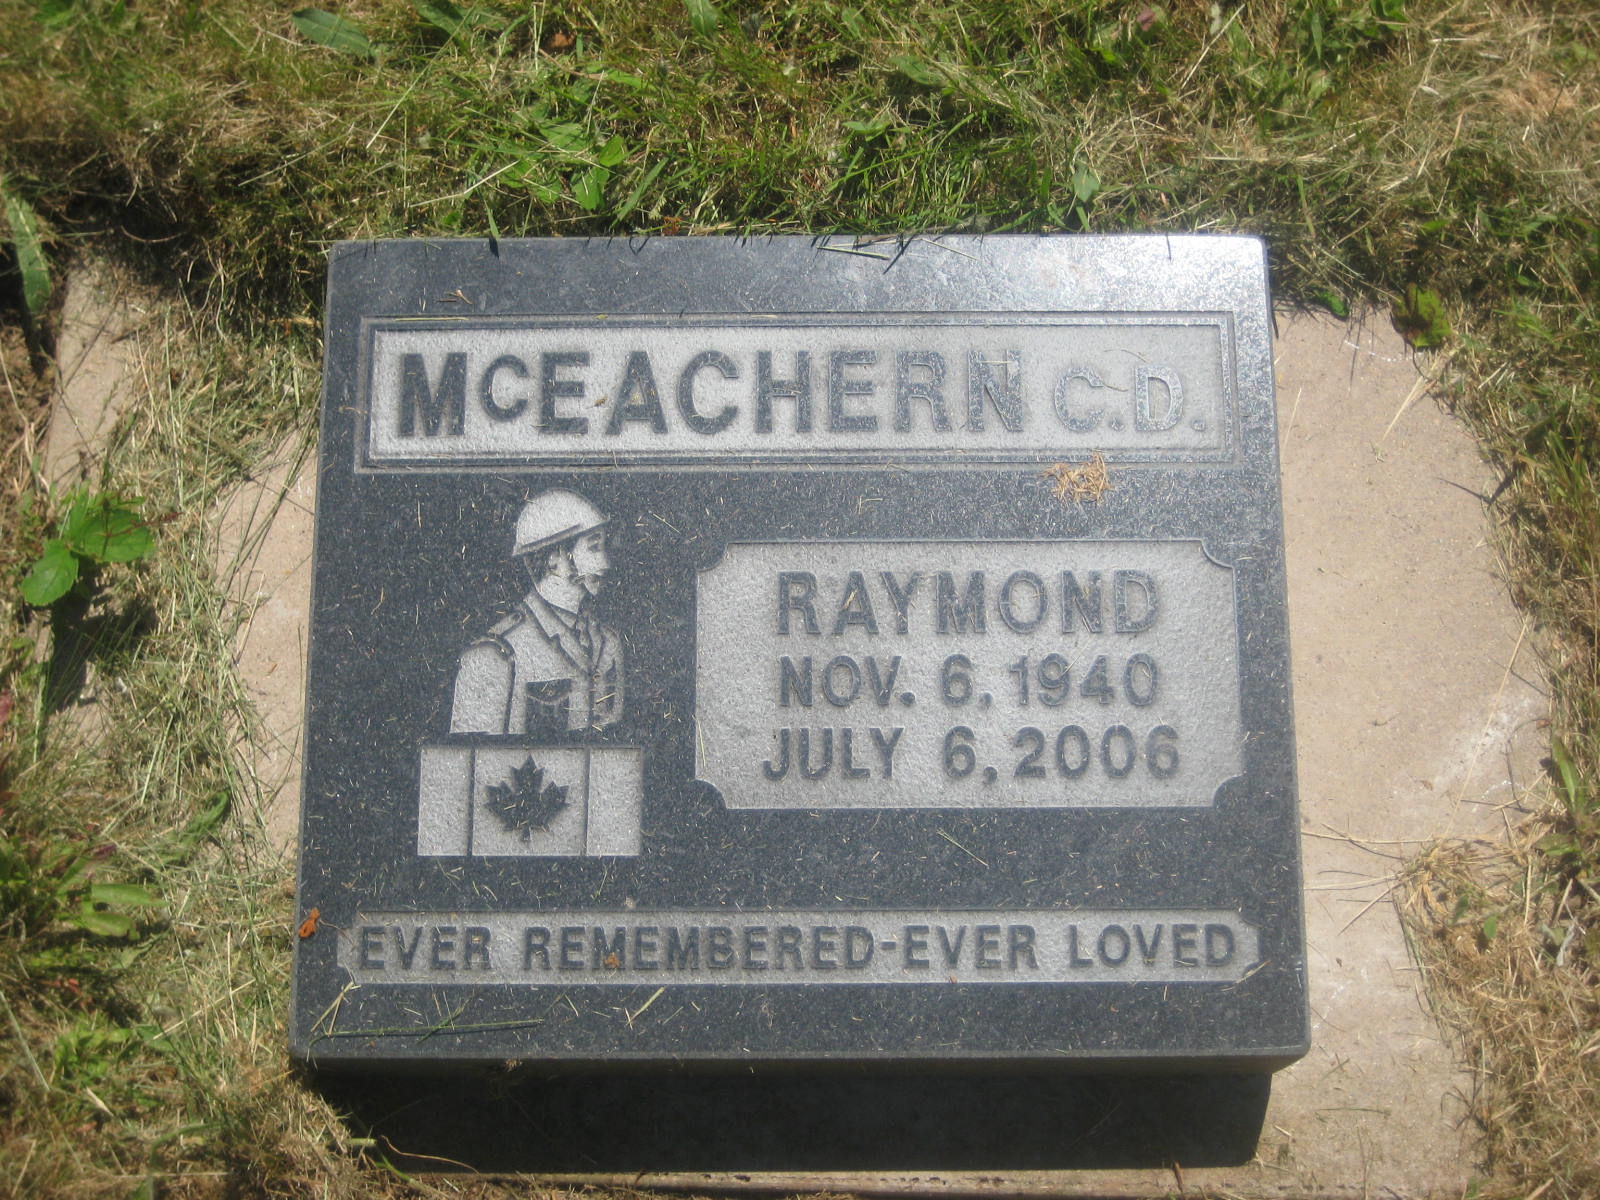 McEACHERN C.D.
RAYMOND
NOV. 6, 1940
JULY 6, 2006
EVER REMEMBERED-EVER LOVED